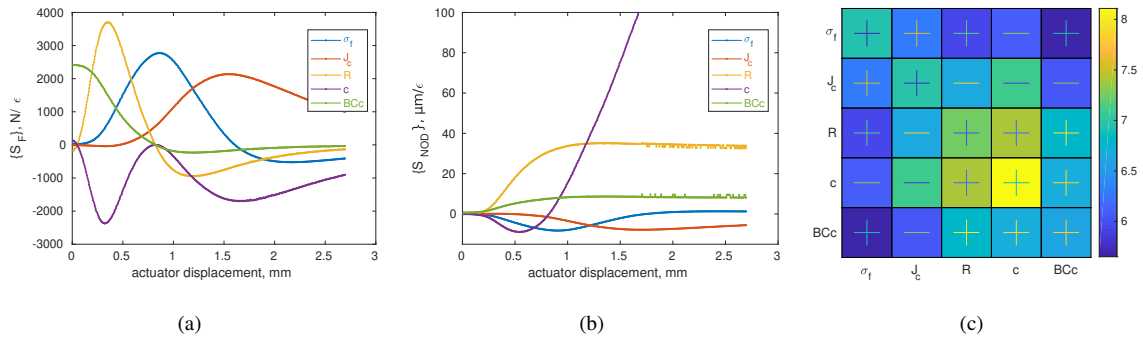 4000
3000
2000
1000
0
-1000
-2000
-3000
0 0.5 1 1.5 2 2.5 3
{S_F}, N/ ε
actuator displacement, mm
σ_f
J_c
R
c
BCc
(a)
100
80
60
40
20
0
0 0.5 1 1.5 2 2.5 3
{S_NOD}, μm/ε
actuator displacement, mm
σ_f
J_c
R
c
BCc
(b)
σ_f
J_c
R
c
BCc
σ_f J_c R c BCc
8
7.5
7
6.5
6
(c)